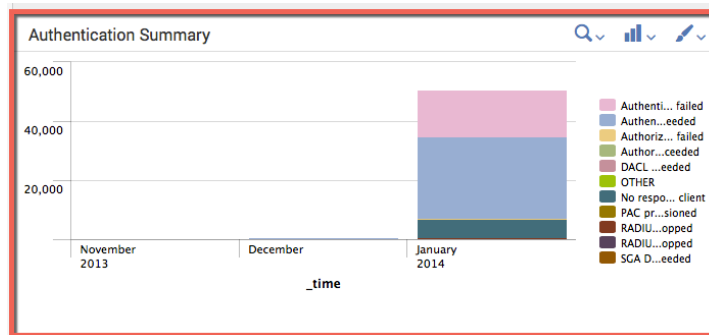 Authentication Summary
60,000
40,000
20,000
November
2013
December
January
2014
_time
Authenti... failed
Authen...eeded
Authoriz... failed
Author...ceeded
DACL ...eeded
OTHER
No respo... client
PAC pr...sioned
RADIU...opped
RADIU...opped
SGA D...eeded